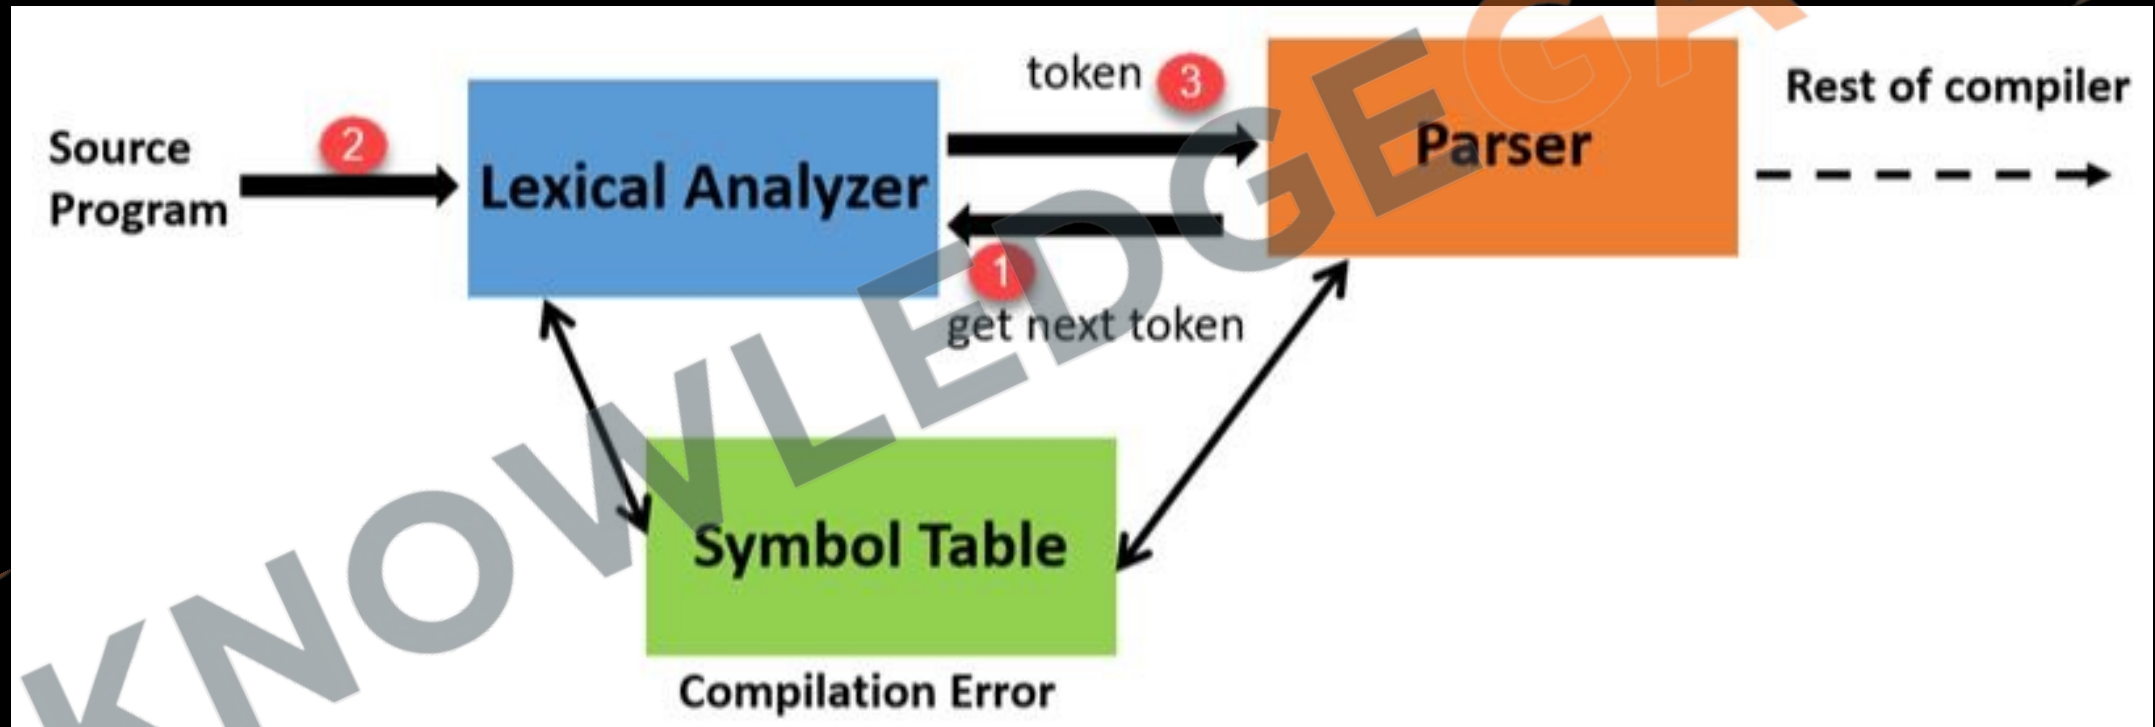 Source
Program
2
Lexical Analyzer
token 3
1
get next token
Parser
Rest of compiler
Symbol Table
Compilation Error
KNOWLEDGEGA